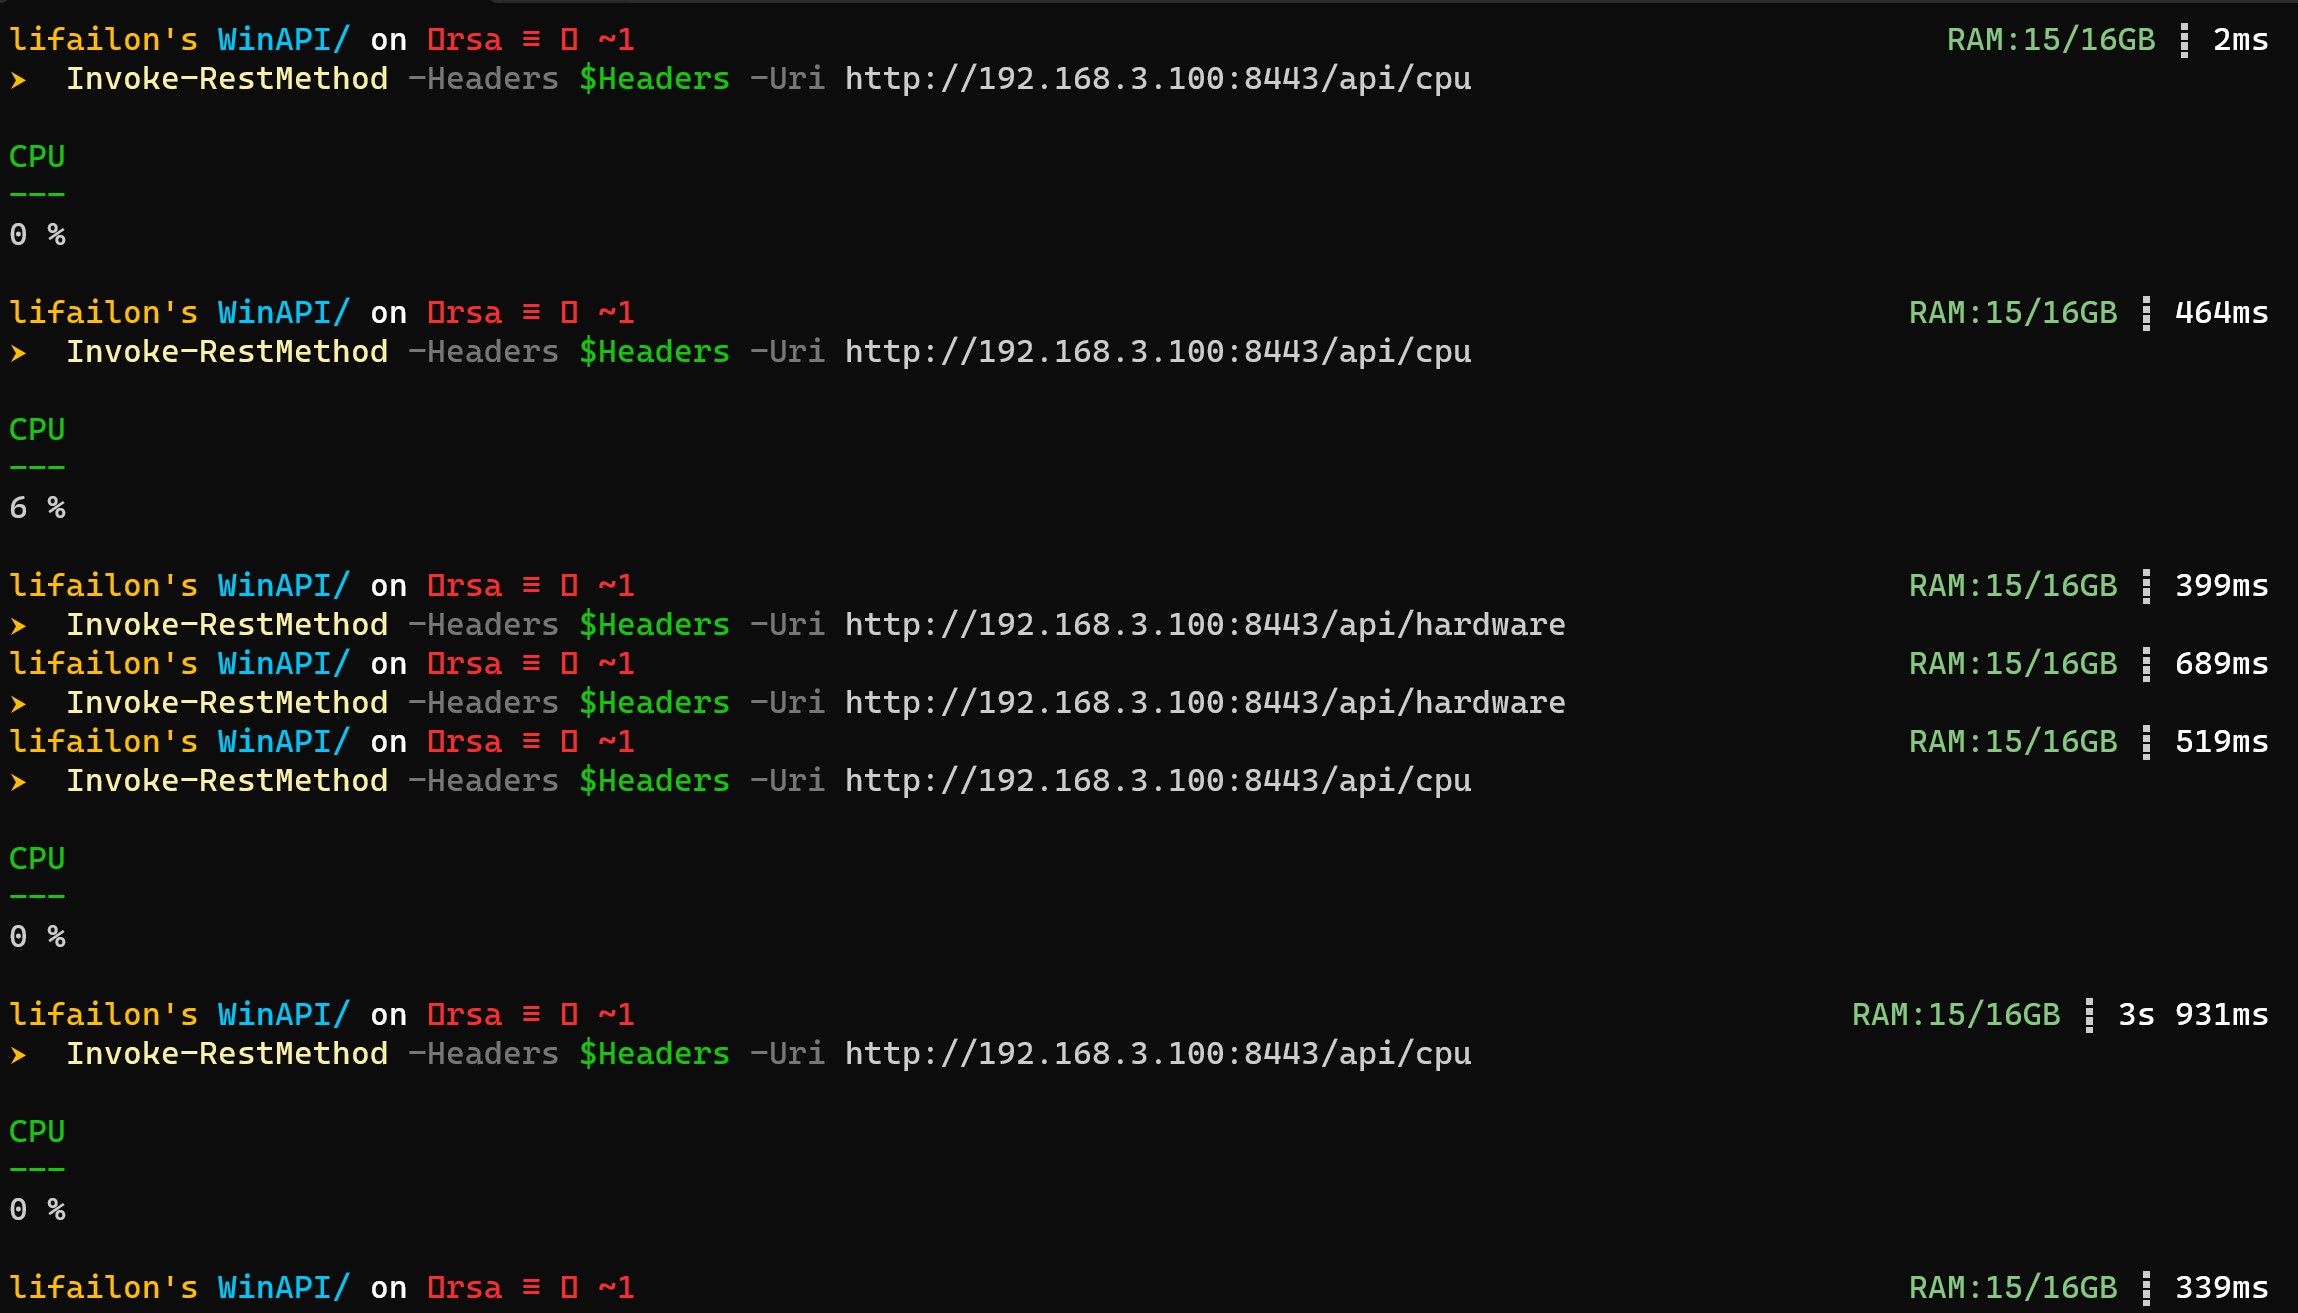 lifailon's WinAPI/ on rsa ≡ ~1 RAM:15/16GB ┋ 2ms
➤ Invoke-RestMethod -Headers $Headers -Uri http://192.168.3.100:8443/api/cpu
CPU
---
0 %
lifailon's WinAPI/ on rsa ≡ ~1 RAM:15/16GB ┋ 464ms
➤ Invoke-RestMethod -Headers $Headers -Uri http://192.168.3.100:8443/api/cpu
CPU
---
6 %
lifailon's WinAPI/ on rsa ≡ ~1 RAM:15/16GB ┋ 399ms
➤ Invoke-RestMethod -Headers $Headers -Uri http://192.168.3.100:8443/api/hardware
lifailon's WinAPI/ on rsa ≡ ~1 RAM:15/16GB ┋ 689ms
➤ Invoke-RestMethod -Headers $Headers -Uri http://192.168.3.100:8443/api/hardware
lifailon's WinAPI/ on rsa ≡ ~1 RAM:15/16GB ┋ 519ms
➤ Invoke-RestMethod -Headers $Headers -Uri http://192.168.3.100:8443/api/cpu
CPU
---
0 %
lifailon's WinAPI/ on rsa ≡ ~1 RAM:15/16GB ┋ 3s 931ms
➤ Invoke-RestMethod -Headers $Headers -Uri http://192.168.3.100:8443/api/cpu
CPU
---
0 %
lifailon's WinAPI/ on rsa ≡ ~1 RAM:15/16GB ┋ 339ms